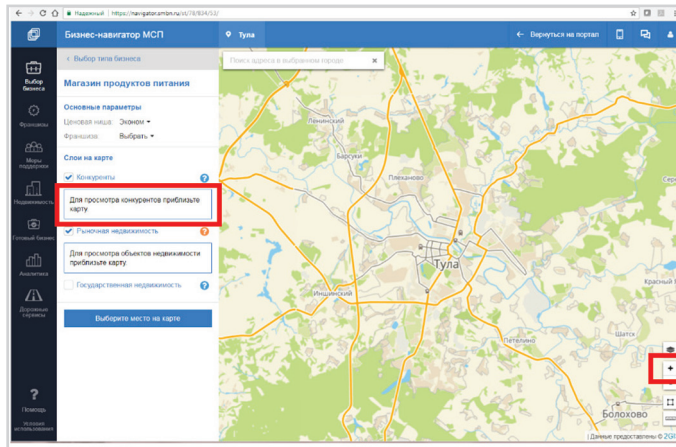 Надежный | https://navigator.smbn.ru/st/78/834/53/
Бизнес-навигатор МСП
Тула
← Вернуться на портал
‹ Выбор типа бизнеса
Поиск адреса в выбранном городе
Выбор
бизнеса
Магазин продуктов питания
Основные параметры
Ценовая ниша: Эконом
Франшиза: Выбрать
Франшизы
Слои на карте
Меры
поддержки
Конкуренты ?
Недвижимость
Для просмотра конкурентов приблизьте
карту
Рыночная недвижимость ?
Готовый бизнес
Для просмотра объектов недвижимости
приблизьте карту
Аналитика
Государственная недвижимость ?
Дорожные
сервисы
Выберите место на карте
?
Помощь
Условия
использования
Ленинский
Барсуки
Плеханово
Тула
Иншинский
Петелино
Шатск
Болохово
+
Данные предоставлены © 2GI